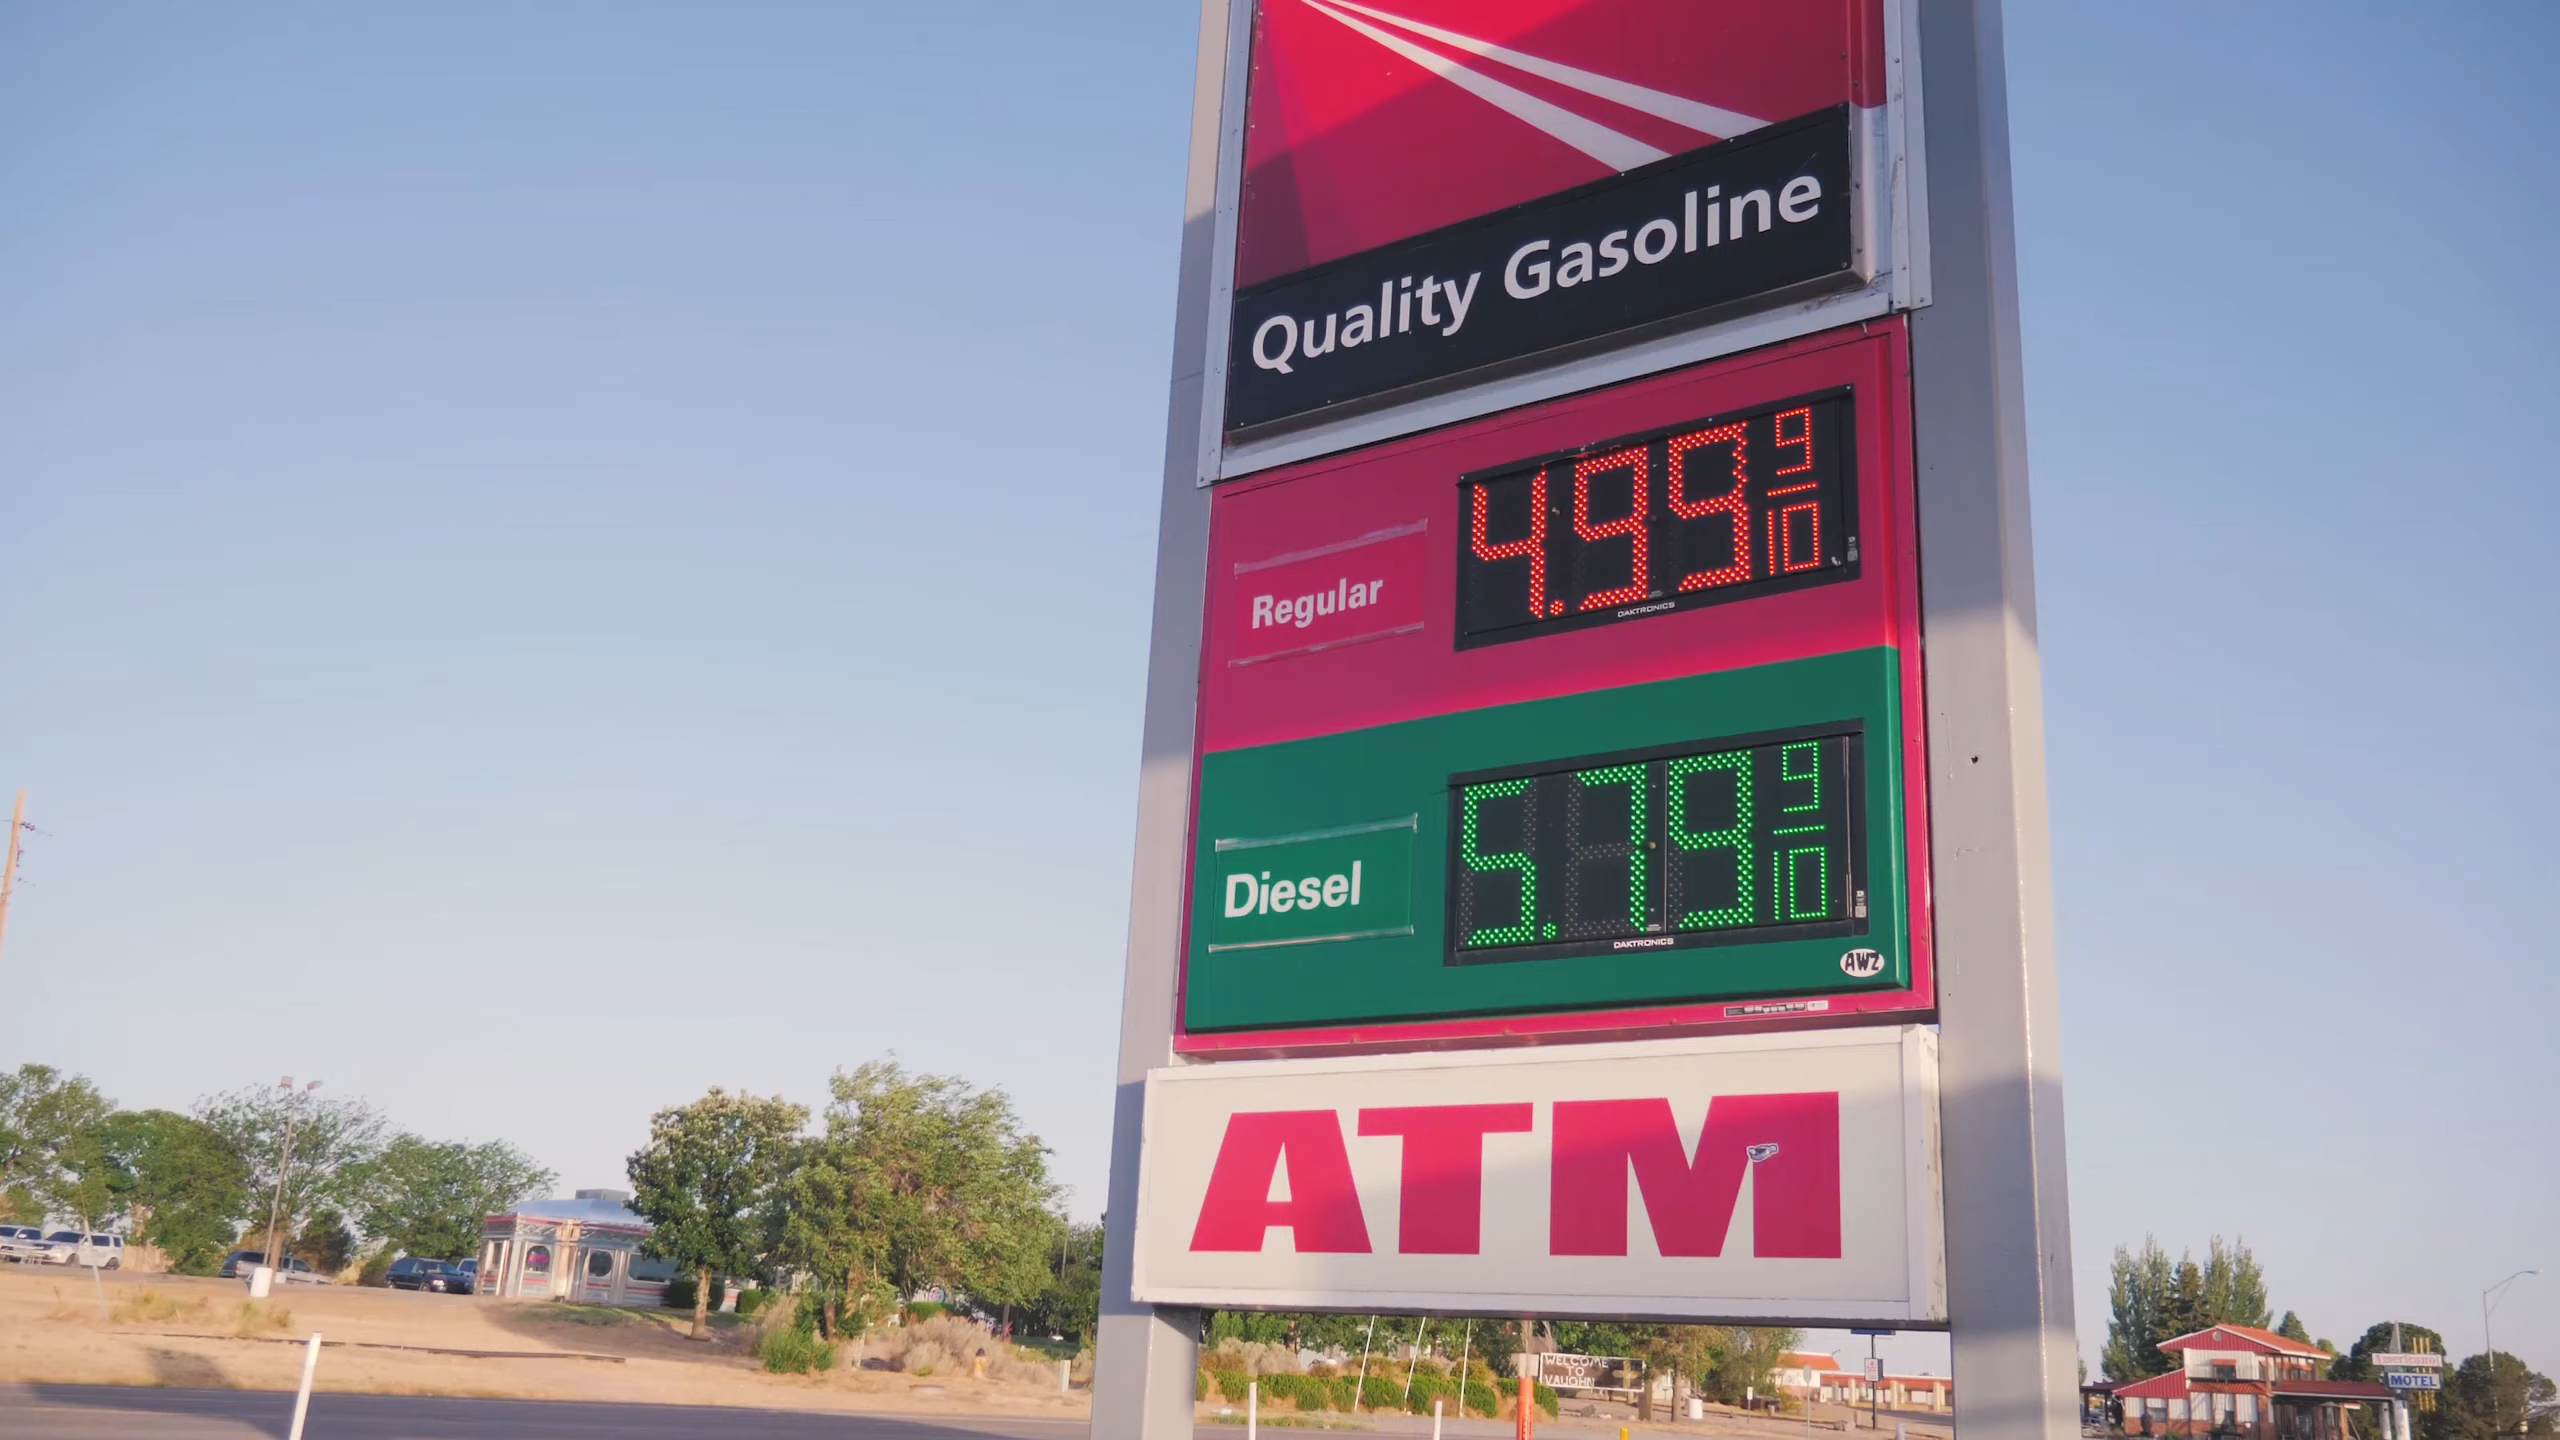 Quality Gasoline
Regular
4.99 9/10
DAKTRONICS
Diesel
5.79 9/10
DAKTRONICS
AWZ
ATM
WELCOME
TO
VAUGHN
Americana
MOTEL